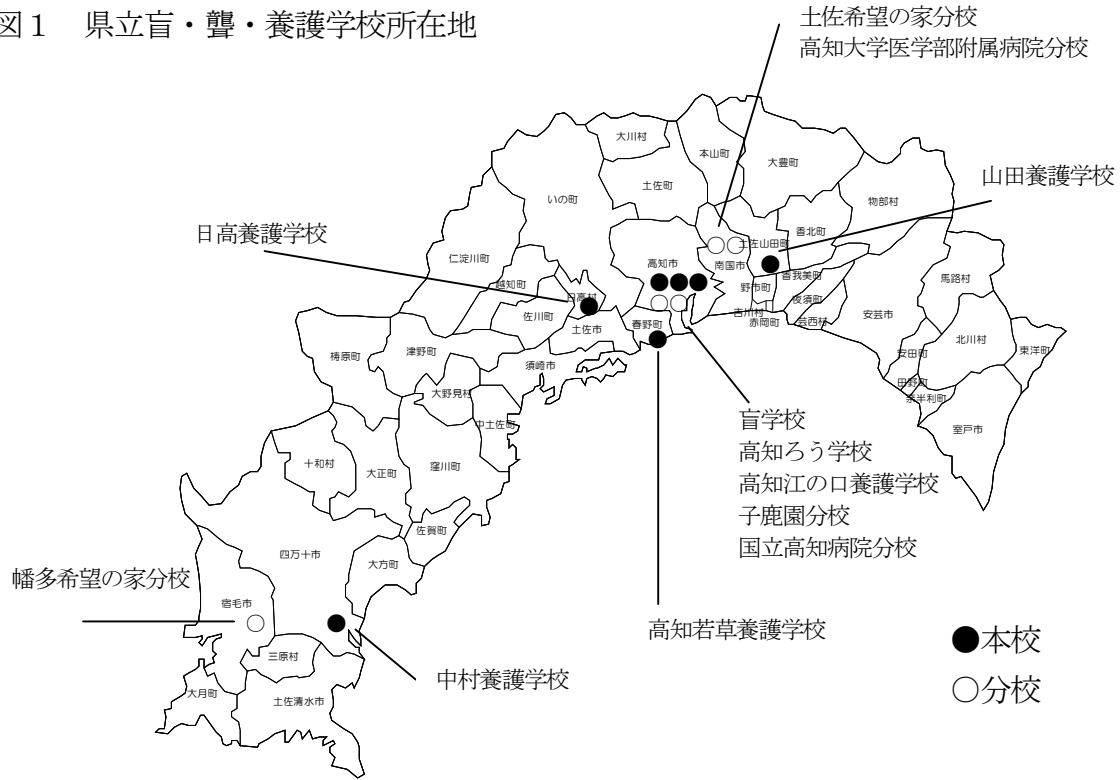 図１　県立盲・聾・養護学校所在地
土佐希望の家分校
高知大学医学部附属病院分校
山田養護学校
日高養護学校
大川村
本山町
大豊町
土佐町
いの町
物部村
香北町
土佐山田町
仁淀川町
高知市
南国市
香我美町
馬路村
越知町
日高村
野市町
夜須町
佐川町
土佐市
春野町
吉川村
赤岡町
芸西村
安芸市
北川村
東洋町
梼原町
津野町
須崎市
安田町
田野町
奈半利町
大野見村
中土佐町
室戸市
盲学校
高知ろう学校
高知江の口養護学校
子鹿園分校
国立高知病院分校
十和村
大正町
窪川町
佐賀町
四万十市
大方町
幡多希望の家分校
宿毛市
高知若草養護学校
●本校
○分校
三原村
中村養護学校
大月町
土佐清水市